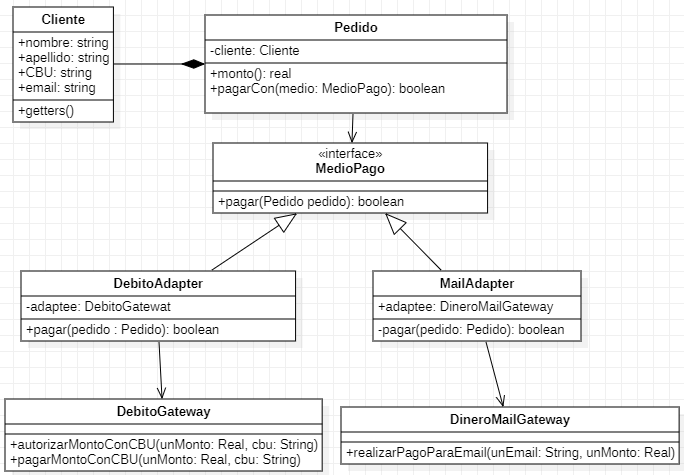 Cliente
+nombre: string
+apellido: string
+CBU: string
+email: string
+getters()
Pedido
-cliente: Cliente
+monto(): real
+pagarCon(medio: MedioPago): boolean
«interface»
MedioPago
+pagar(Pedido pedido): boolean
DebitoAdapter
-adaptee: DebitoGatewat
+pagar(pedido : Pedido): boolean
MailAdapter
+adaptee: DineroMailGateway
-pagar(pedido: Pedido): boolean
DebitoGateway
+autorizarMontoConCBU(unMonto: Real, cbu: String)
+pagarMontoConCBU(unMonto: Real, cbu: String)
DineroMailGateway
+realizarPagoParaEmail(unEmail: String, unMonto: Real)